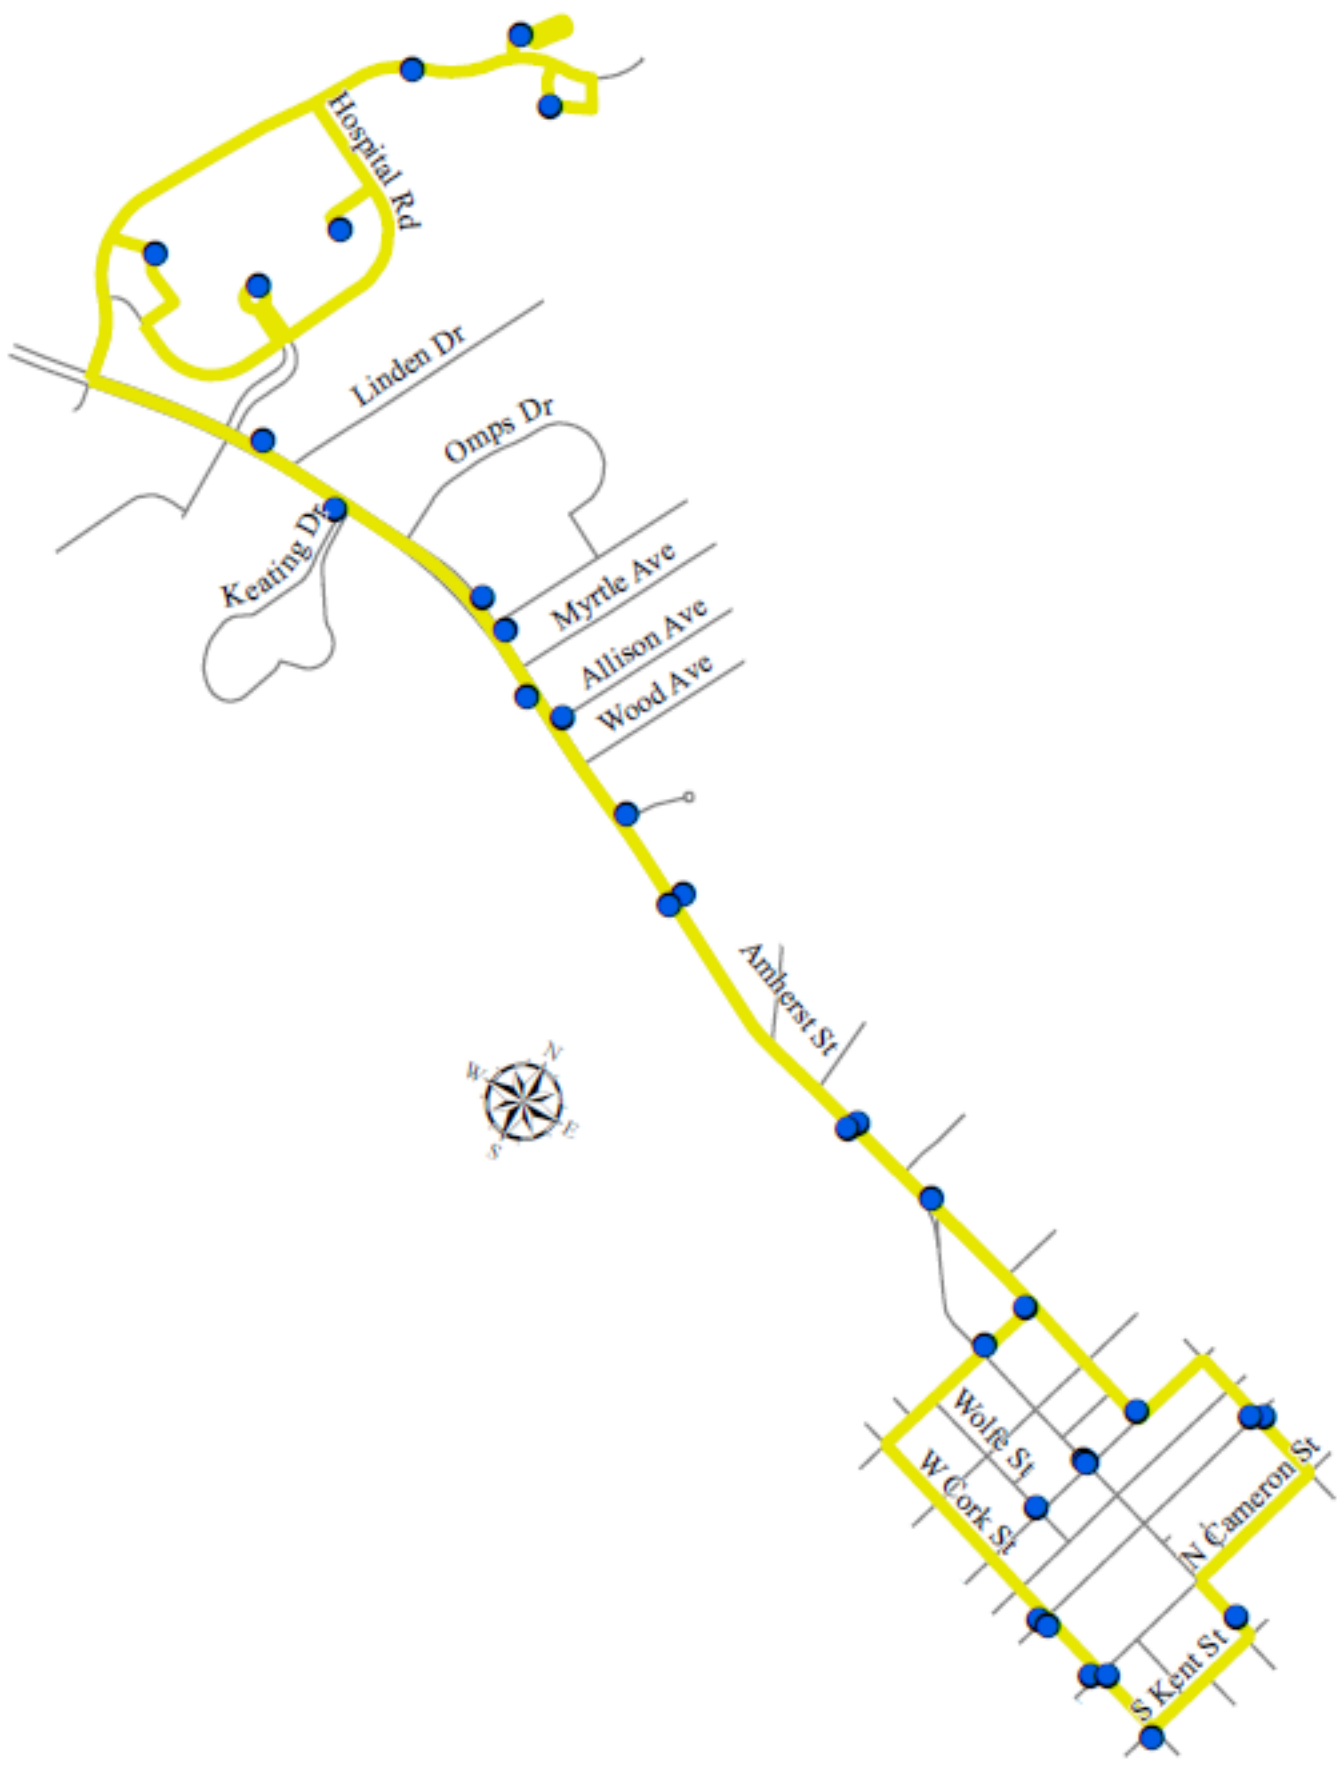 Hospital Rd
Linden Dr
Omps Dr
Keating Dr
Myrtle Ave
Allison Ave
Wood Ave
Amherst St
N
W
E
S
Wolfe St
W Cork St
N Cameron St
S Kent St